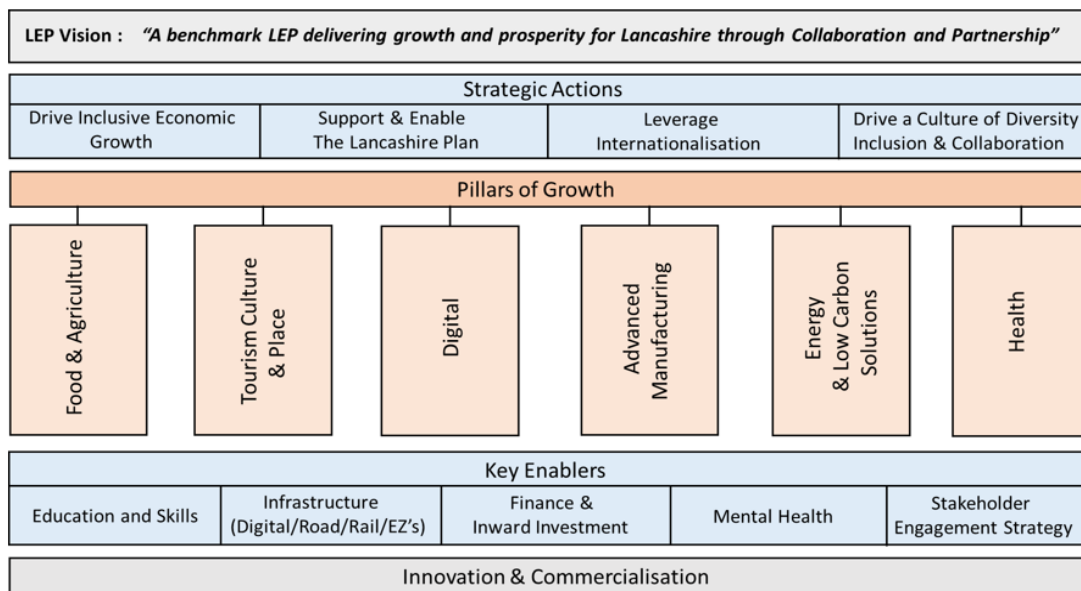 LEP Vision : “A benchmark LEP delivering growth and prosperity for Lancashire through Collaboration and Partnership”
Strategic Actions
Drive Inclusive Economic
Growth
Support & Enable
The Lancashire Plan
Leverage
Internationalisation
Drive a Culture of Diversity
Inclusion & Collaboration
Pillars of Growth
Food & Agriculture
Tourism Culture
& Place
Digital
Advanced
Manufacturing
Energy
& Low Carbon
Solutions
Health
Key Enablers
Education and Skills
Infrastructure
(Digital/Road/Rail/EZ’s)
Finance &
Inward Investment
Mental Health
Stakeholder
Engagement Strategy
Innovation & Commercialisation